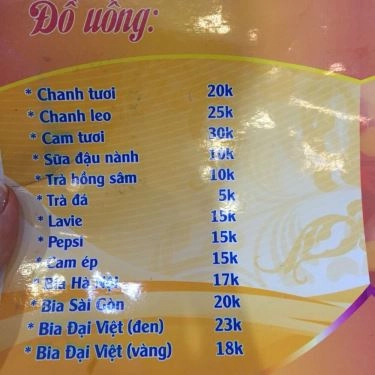 Đồ uống:
* Chanh tươi 20k
* Chanh leo 25k
* Cam tươi 30k
* Sữa đậu nành 10k
* Trà hồng sâm 10k
* Trà đá 5k
* Lavie 15k
* Pepsi 15k
* Cam ép 15k
* Bia Hà Nội 17k
* Bia Sài Gòn 20k
* Bia Đại Việt (đen) 23k
* Bia Đại Việt (vàng) 18k